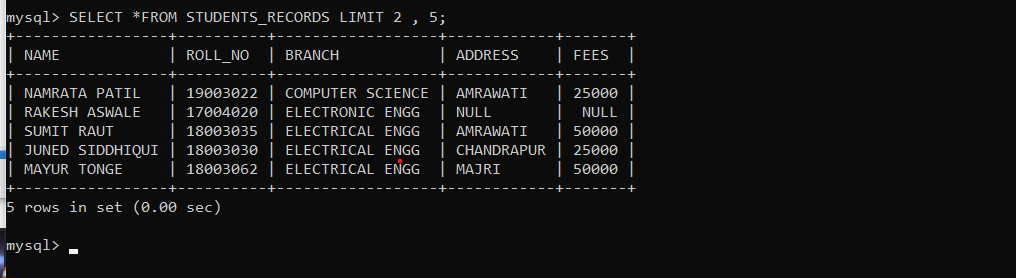 mysql> SELECT *FROM STUDENTS_RECORDS LIMIT 2 , 5;
+-----------------+----------+------------------+------------+-------+
| NAME            | ROLL_NO  | BRANCH           | ADDRESS    | FEES  |
+-----------------+----------+------------------+------------+-------+
| NAMRATA PATIL   | 19003022 | COMPUTER SCIENCE | AMRAWATI   | 25000 |
| RAKESH ASWALE   | 17004020 | ELECTRONIC ENGG  | NULL       |  NULL |
| SUMIT RAUT      | 18003035 | ELECTRICAL ENGG  | AMRAWATI   | 50000 |
| JUNED SIDDHIQUI | 18003030 | ELECTRICAL ENGG  | CHANDRAPUR | 25000 |
| MAYUR TONGE     | 18003062 | ELECTRICAL ENGG  | MAJRI      | 50000 |
+-----------------+----------+------------------+------------+-------+
5 rows in set (0.00 sec)
mysql>